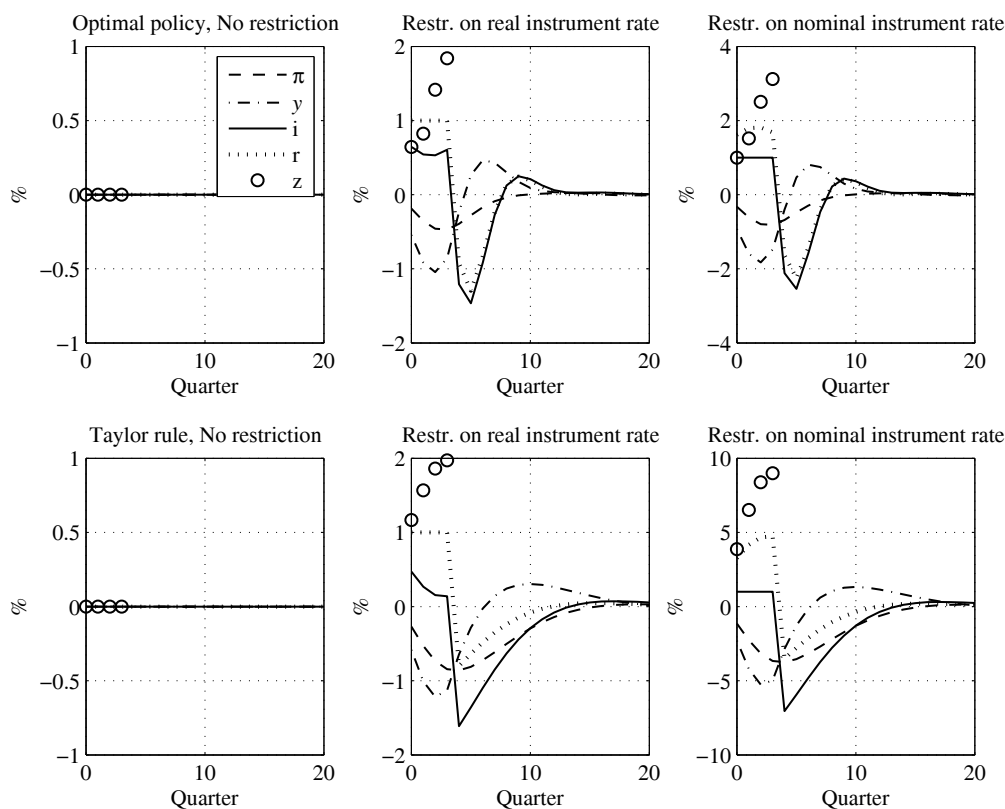 Optimal policy, No restriction
1
0.5
0
−0.5
−1
%
0 10 20
Quarter
π
y
i
r
z
Restr. on real instrument rate
2
1
0
−1
−2
%
0 10 20
Quarter
Restr. on nominal instrument rate
4
2
0
−2
−4
%
0 10 20
Quarter
Taylor rule, No restriction
1
0.5
0
−0.5
−1
%
0 10 20
Quarter
Restr. on real instrument rate
2
1
0
−1
−2
%
0 10 20
Quarter
Restr. on nominal instrument rate
10
5
0
−5
−10
%
0 10 20
Quarter